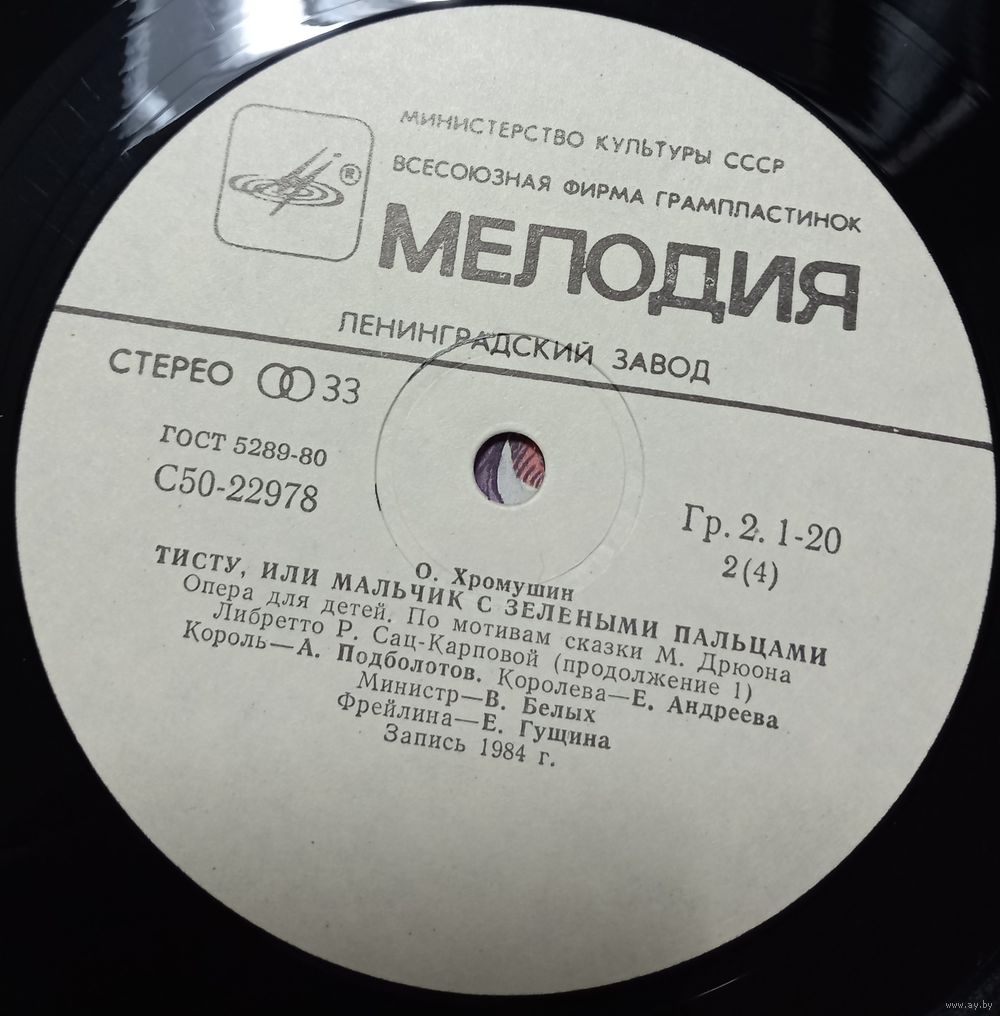 МИНИСТЕРСТВО КУЛЬТУРЫ СССР
ВСЕСОЮЗНАЯ ФИРМА ГРАМПЛАСТИНОК
®
МЕЛОДИЯ
ЛЕНИНГРАДСКИЙ ЗАВОД
СТЕРЕО 33
ГОСТ 5289-80
С50-22978
Гр. 2. 1-20
2(4)
О. Хромушин
ТИСТУ, ИЛИ МАЛЬЧИК С ЗЕЛЕНЫМИ ПАЛЬЦАМИ
Опера для детей. По мотивам сказки М. Дрюона
Либретто Р. Сац-Карповой (продолжение 1)
Король—А. Подболотов. Королева—Е. Андреева
Министр—В. Белых
Фрейлина—Е. Гущина
Запись 1984 г.
www.ay.by